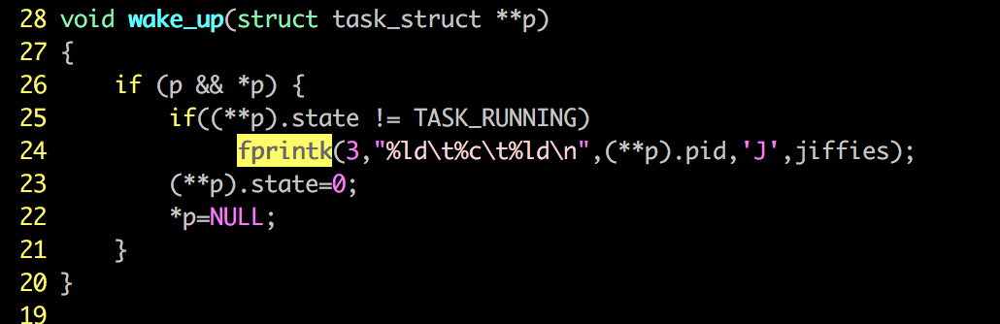 28 void wake_up(struct task_struct **p)
27 {
26     if (p && *p) {
25         if((**p).state != TASK_RUNNING)
24             fprintk(3,"%ld\t%c\t%ld\n",(**p).pid,'J',jiffies);
23         (**p).state=0;
22         *p=NULL;
21     }
20 }
19